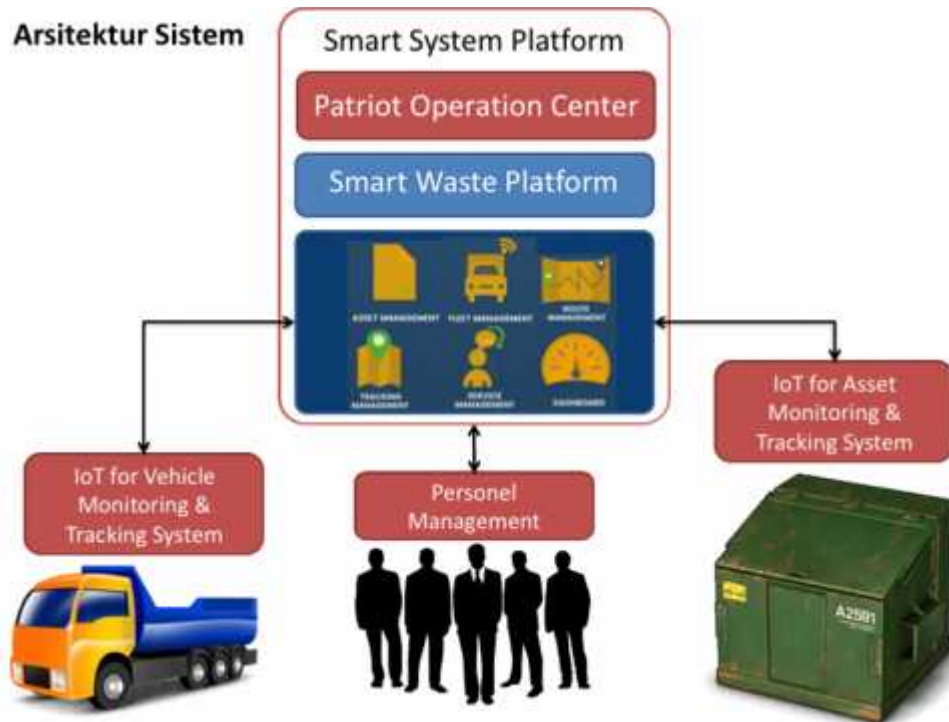 Arsitektur Sistem
Smart System Platform
Patriot Operation Center
Smart Waste Platform
ASSET MANAGEMENT
FLEET MANAGEMENT
ROUTE
MANAGEMENT
TRACKING
MANAGEMENT
SERVICE
MANAGEMENT
DASHBOARD
IoT for Asset
Monitoring &
Tracking System
IoT for Vehicle
Monitoring &
Tracking System
Personel
Management
A2581